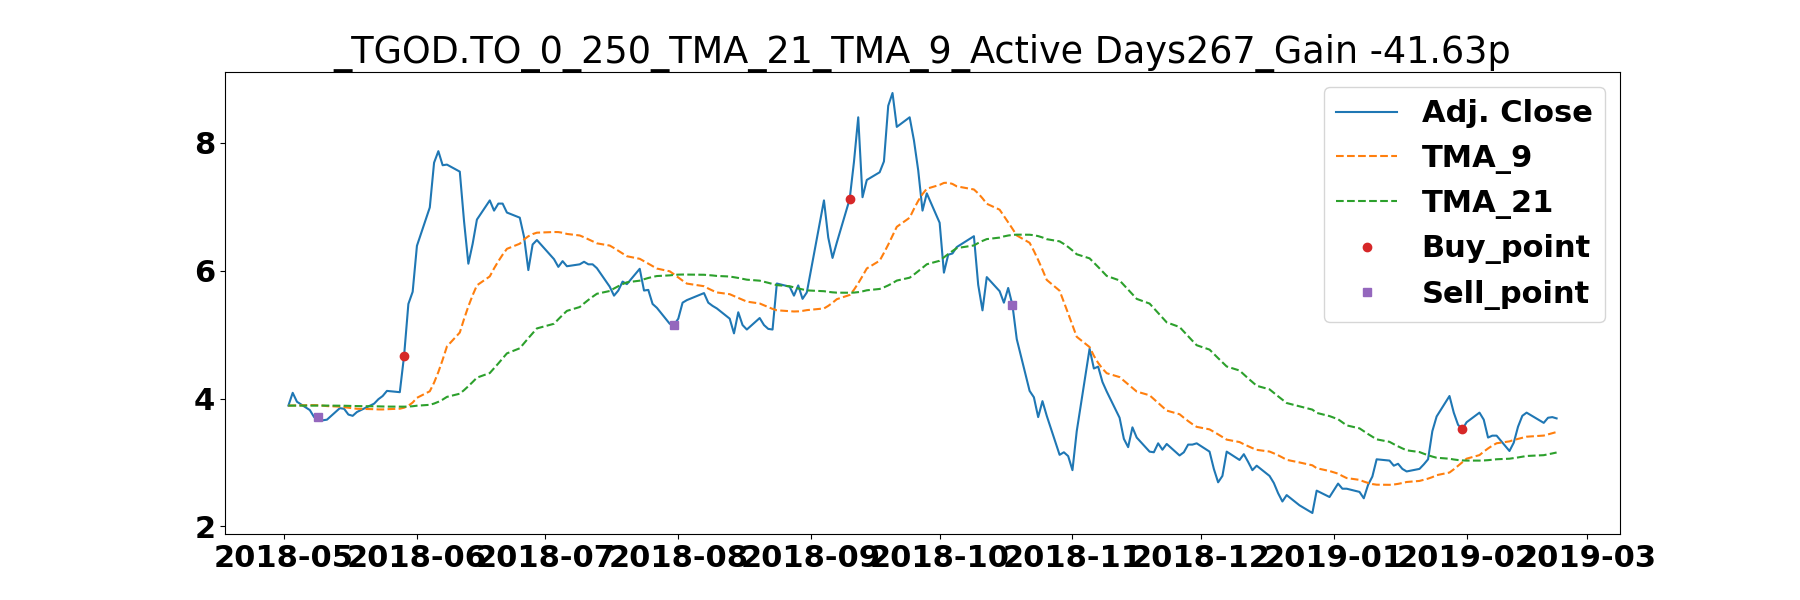 _TGOD.TO_0_250_TMA_21_TMA_9_Active Days267_Gain -41.63p
Adj. Close
TMA_9
TMA_21
Buy_point
Sell_point
8
6
4
2
2018-05 2018-06 2018-07 2018-08 2018-09 2018-10 2018-11 2018-12 2019-01 2019-02 2019-03